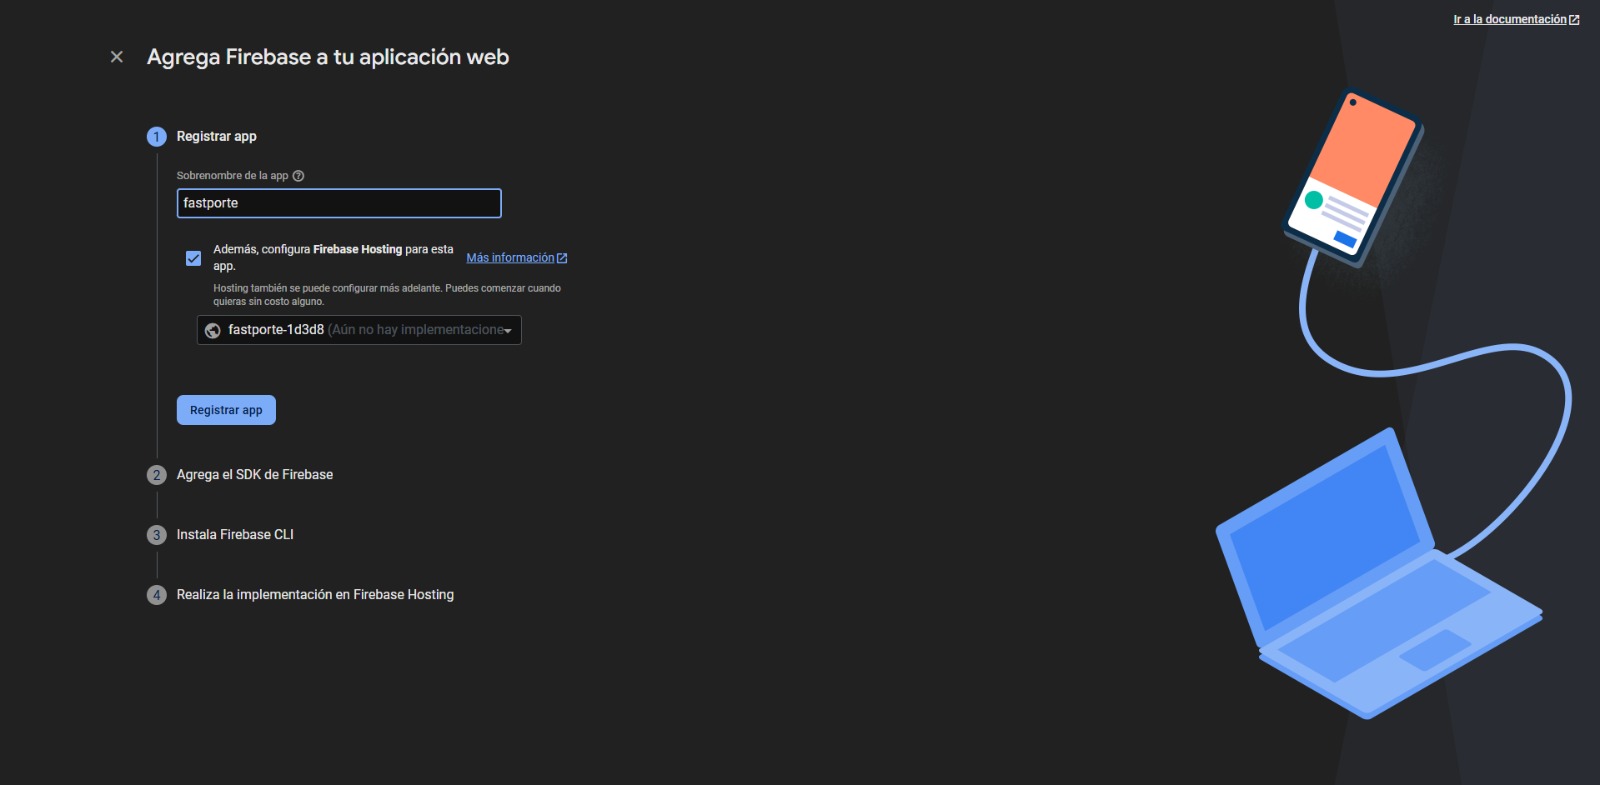 Ir a la documentación
Agrega Firebase a tu aplicación web
1 Registrar app
Sobrenombre de la app ?
fastporte
Además, configura Firebase Hosting para esta
app.
Más información
Hosting también se puede configurar más adelante. Puedes comenzar cuando
quieras sin costo alguno.
fastporte-1d3d8 (Aún no hay implementacione
Registrar app
2 Agrega el SDK de Firebase
3 Instala Firebase CLI
4 Realiza la implementación en Firebase Hosting